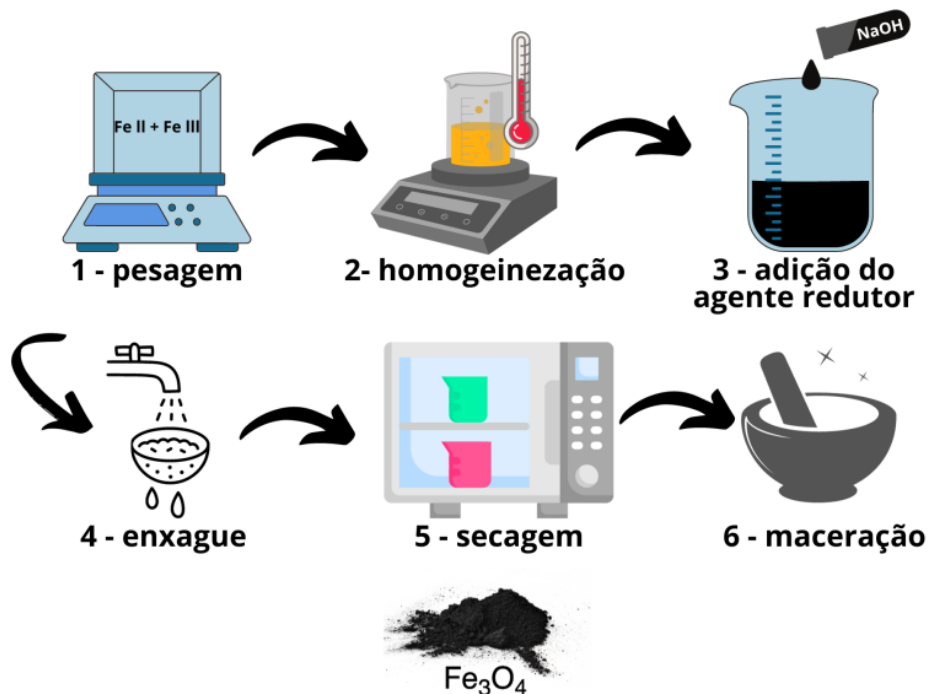 Fe II + Fe III
NaOH
1 - pesagem
2- homogeinezação
3 - adição do
agente redutor
4 - enxague
5 - secagem
6 - maceração
Fe₃O₄